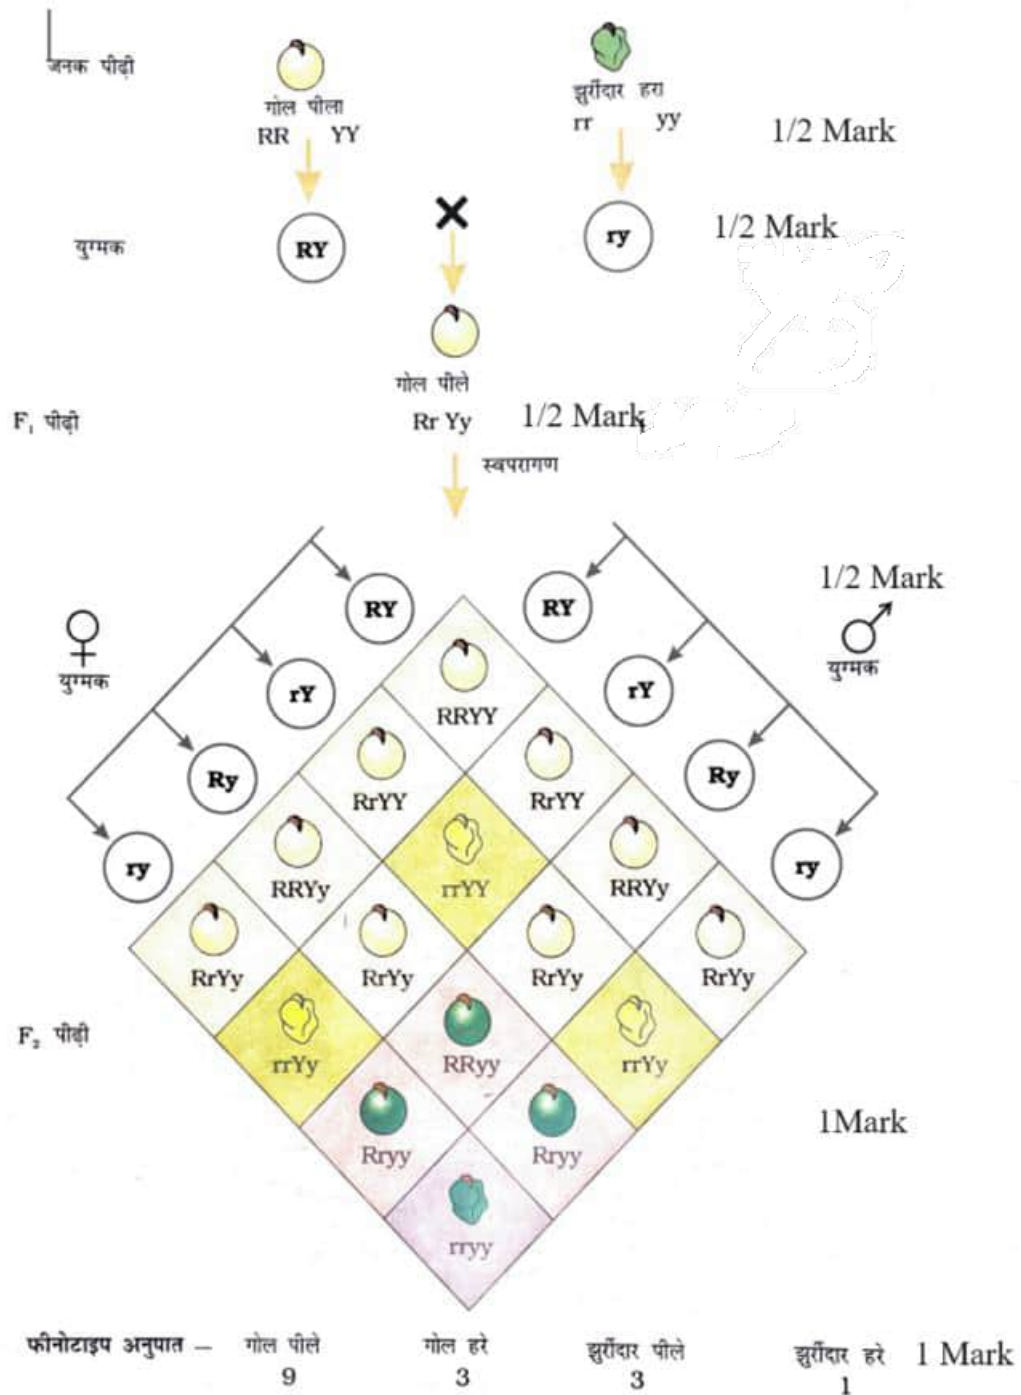 जनक पीढ़ी
गोल पीला
RR YY
झुर्रीदार हरा
rr yy
1/2 Mark
युग्मक
RY
ry
1/2 Mark
गोल पीले
F₁ पीढ़ी
Rr Yy
1/2 Mark
स्वपरागण
1/2 Mark
RY RY
युग्मक
युग्मक
rY rY
RRYY
Ry Ry
RrYY RrYY
ry ry
RRYy rrYY RRYy
RrYy RrYy RrYy RrYy
F₂ पीढ़ी
rrYy RRyy rrYy
1Mark
Rryy Rryy
rryy
फीनोटाइप अनुपात – गोल पीले गोल हरे झुर्रीदार पीले झुर्रीदार हरे 1 Mark
9 3 3 1